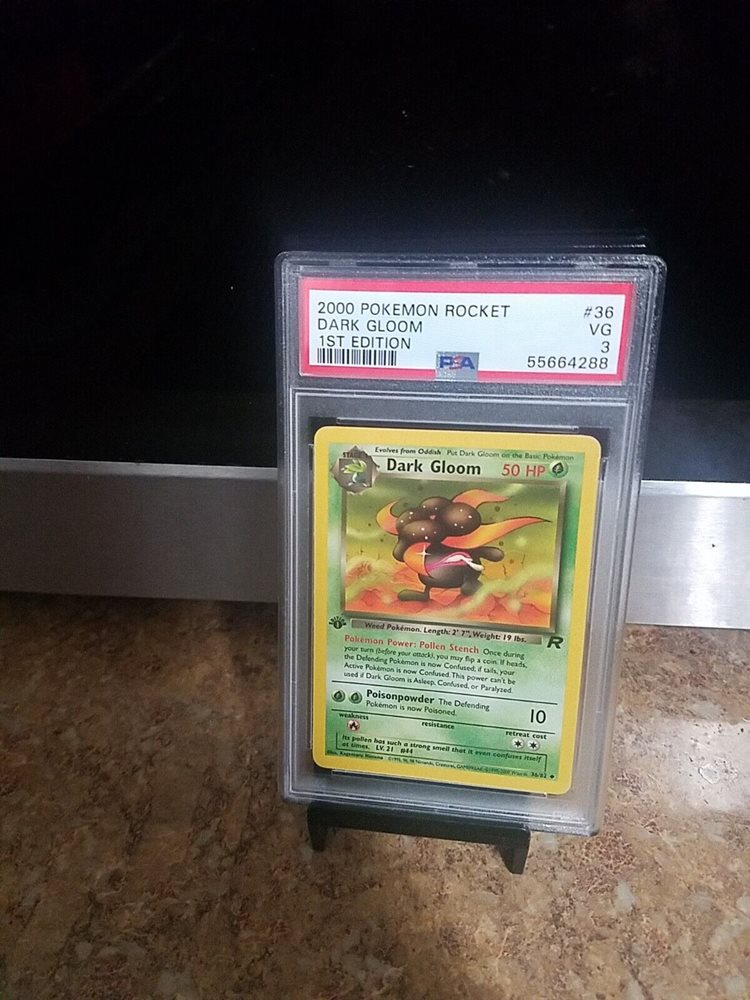 2000 POKEMON ROCKET #36
DARK GLOOM VG
1ST EDITION 3
PSA 55664288
Evolves from Oddish Put Dark Gloom on the Basic Pokémon
STAGE 1
Dark Gloom 50 HP
Weed Pokémon. Length: 2' 7", Weight: 19 lbs.
R
Pokémon Power: Pollen Stench Once during
your turn (before your attack), you may flip a coin. If heads,
the Defending Pokémon is now Confused; if tails, your
Active Pokémon is now Confused. This power can't be
used if Dark Gloom is Asleep, Confused, or Paralyzed.
Poisonpowder The Defending
Pokémon is now Poisoned. 10
weakness resistance retreat cost
Its pollen has such a strong smell that it even confuses itself
at times. LV. 21 #44
36/82